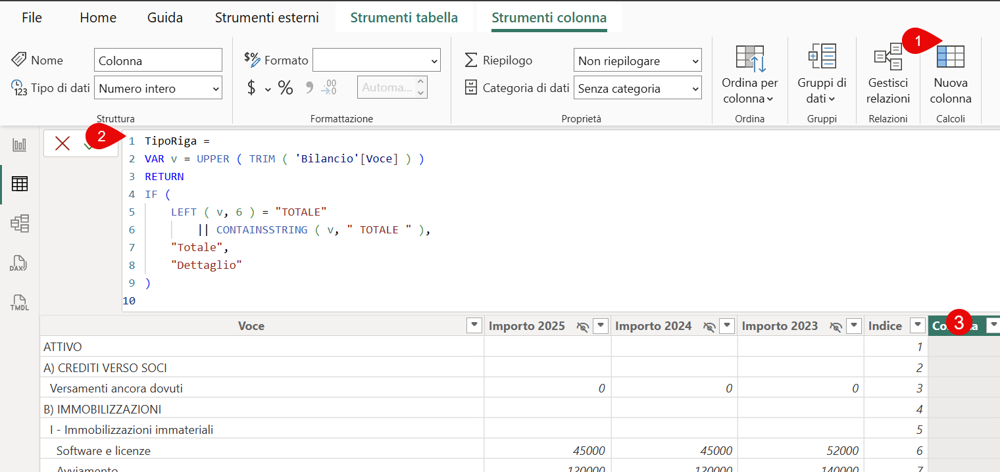 File Home Guida Strumenti esterni Strumenti tabella Strumenti colonna
Nome Colonna
Tipo di dati Numero intero
Struttura
$% Formato
$ % 9 .00
Automa...
Formattazione
Riepilogo Non riepilogare
Categoria di dati Senza categoria
Proprietà
Ordina per
colonna
Ordina
Gruppi di
dati
Gruppi
Gestisci
relazioni
Relazioni
1
Nuova
colonna
Calcoli
2
1 TipoRiga =
2 VAR v = UPPER ( TRIM ( 'Bilancio'[Voce] ) )
3 RETURN
4 IF (
5 LEFT ( v, 6 ) = "TOTALE"
6 || CONTAINSSTRING ( v, " TOTALE " ),
7 "Totale",
8 "Dettaglio"
9 )
10
DAX
TMDL
Voce Importo 2025 Importo 2024 Importo 2023 Indice 3
ATTIVO 1
A) CREDITI VERSO SOCI 2
Versamenti ancora dovuti 0 0 0 3
B) IMMOBILIZZAZIONI 4
I - Immobilizzazioni immateriali 5
Software e licenze 45000 45000 52000 6
Avviamento 120000 120000 140000 7